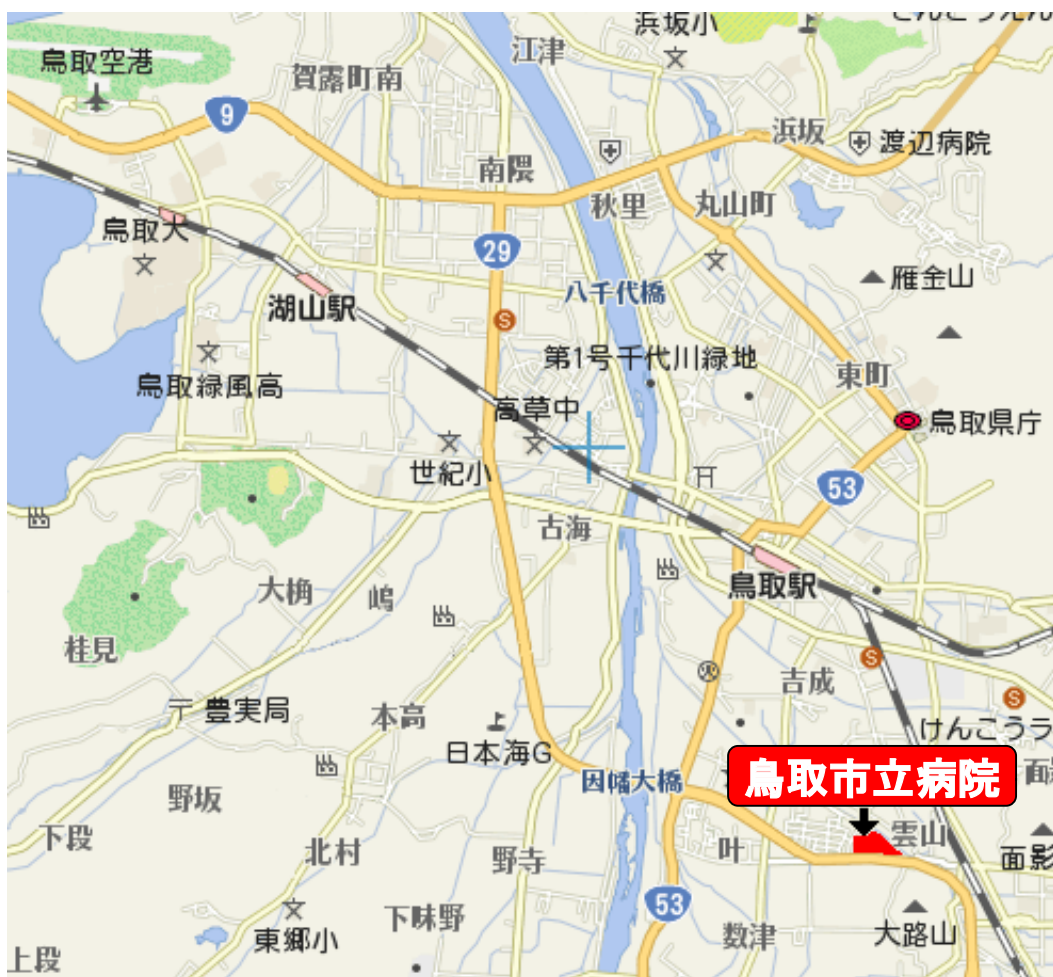 浜坂小
江津
鳥取空港
賀露町南
9
浜坂
渡辺病院
南隈
秋里
丸山町
鳥取大
29
雁金山
八千代橋
湖山駅
S
第1号千代川緑地
東町
鳥取緑風高
高草中
鳥取県庁
世紀小
53
古海
鳥取駅
大桷
嶋
桂見
S
吉成
S
豊実局
本高
けんこうラ
日本海G
鳥取市立病院
因幡大橋
野坂
下段
雲山
叶
北村
野寺
面影
53
下味野
東郷小
数津
大路山
上段